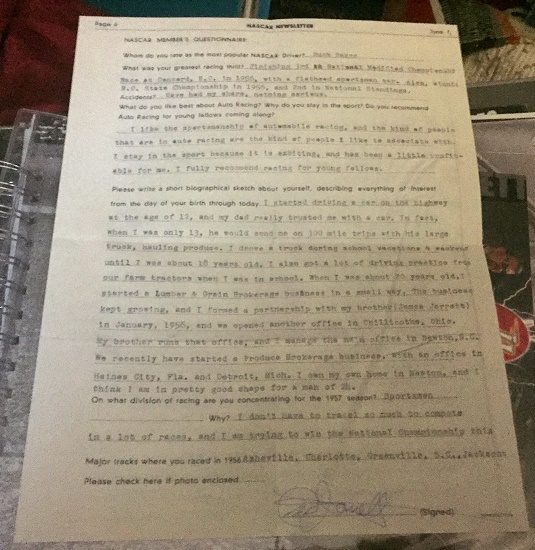 Page 4 NASCAR NEWSLETTER June
NASCAR MEMBER'S QUESTIONNAIRE:
Whom do you rate as the most popular NASCAR Driver? Buck Baker
What was your greatest racing thrill? Finishing 3rd in National Modified Championship
Race at Concord, N.C. in 1956, with a flathead sportsman car. Also,
N.C. State Championship in 1956, and 2nd in National Standings.
Accidents? Have had my share, nothing serious.
What do you like best about Auto Racing? Why do you stay in the sport? Do you recommend
Auto Racing for young fellows coming along?
I like the sportsmanship of automobile racing, and the kind of people
that are in auto racing are the kind of people I like to associate with.
I stay in the sport because it is exciting, and has been a little profit-
able for me. I fully recommend racing for young fellows.
Please write a short biographical sketch about yourself, describing everything of interest
from the day of your birth through today. I started driving a car on the highway
at the age of 12, and my dad really trusted me with a car. In fact,
when I was only 13, he would send me on 300 mile trips with his large
truck, hauling produce. I drove a truck during school vacations & weekends
until I was about 18 years old. I also got a lot of driving practice from
our farm tractors when I was in school. When I was about 20 years old, I
started a Lumber & Grain Brokerage business in a small way. The business
kept growing, and I formed a partnership with my brother
in January, 1956, and we opened another office in Chillicothe, Ohio.
My brother runs that office, and I manage the main office in Newton, N.C.
We recently have started a Produce Brokerage business, with an office in
Haines City, Fla. and Detroit, Mich. I own my own home in Newton, and I
think I am in pretty good shape for a man of 24.
On what division of racing are you concentrating for the 1957 season? Sportsman
Why? I don't have to travel so much to compete
in a lot of races, and I am trying to win the National Championship this
Major tracks where you raced in 1956 Asheville, Charlotte, Greenville, S.C., Jackson
Please check here if photo enclosed
(Signed)